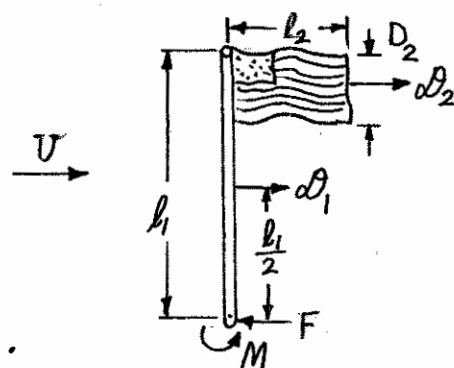 l₂
D₂
𝒟₂
U
l₁
𝒟₁
l₁/2
F
M